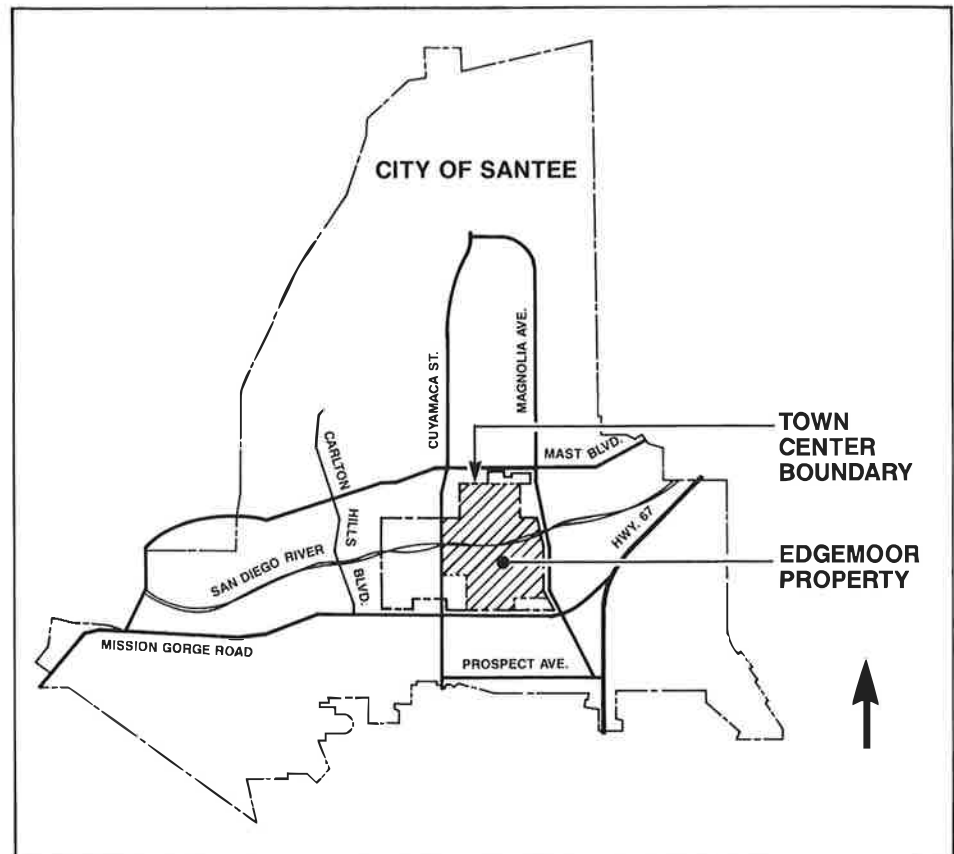 CITY OF SANTEE
CUYAMACA ST.
MAGNOLIA AVE.
TOWN
CENTER
BOUNDARY
MAST BLVD.
CARLTON
HILLS
BLVD.
HWY. 67
SAN DIEGO RIVER
EDGEMOOR
PROPERTY
MISSION GORGE ROAD
PROSPECT AVE.